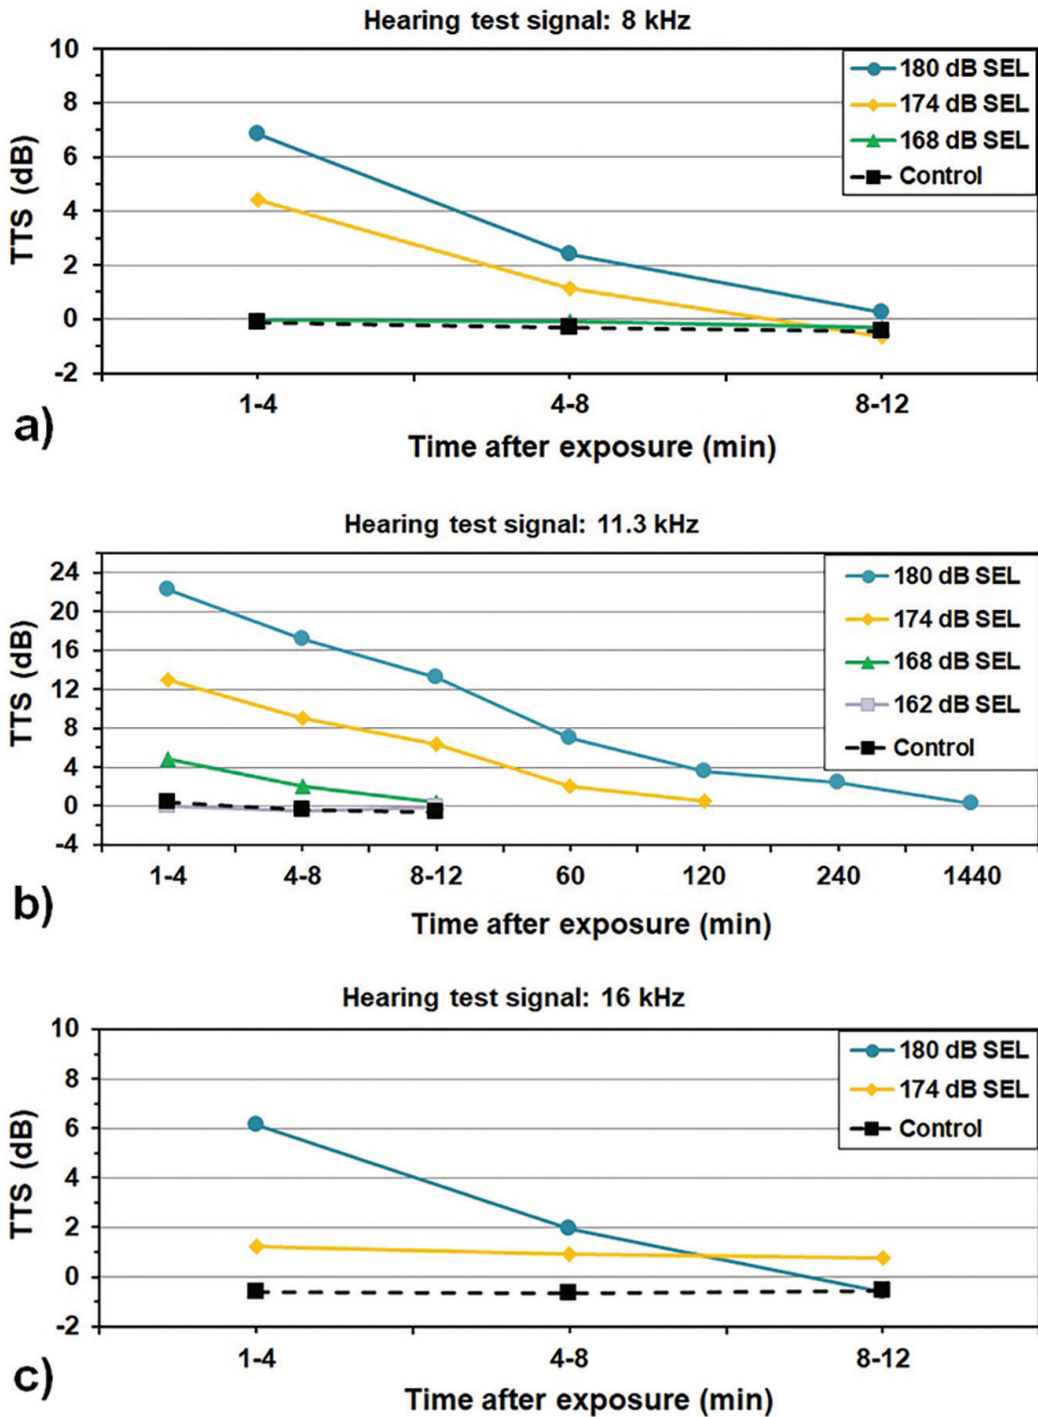 Hearing test signal: 8 kHz
10
8
6
4
2
0
-2
TTS (dB)
180 dB SEL
174 dB SEL
168 dB SEL
Control
1-4 4-8 8-12
a)
Time after exposure (min)
Hearing test signal: 11.3 kHz
24
20
16
12
8
4
0
-4
TTS (dB)
180 dB SEL
174 dB SEL
168 dB SEL
162 dB SEL
Control
1-4 4-8 8-12 60 120 240 1440
b)
Time after exposure (min)
Hearing test signal: 16 kHz
10
8
6
4
2
0
-2
TTS (dB)
180 dB SEL
174 dB SEL
Control
1-4 4-8 8-12
c)
Time after exposure (min)